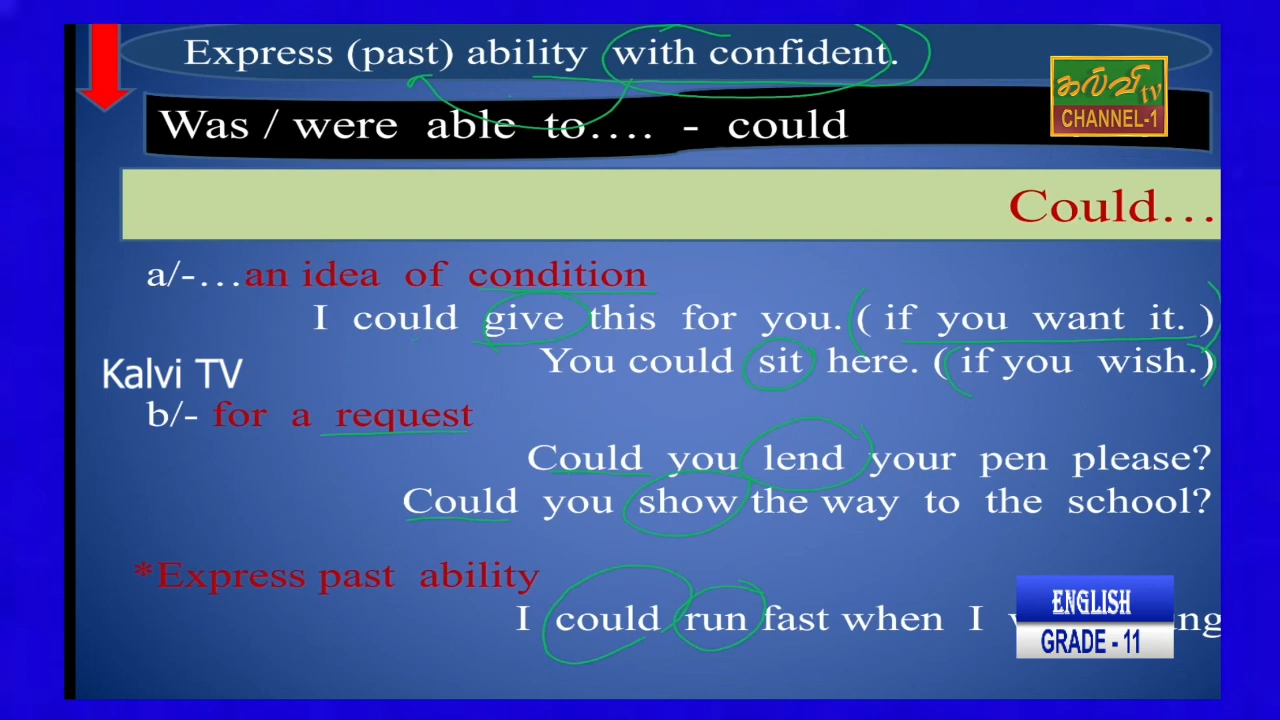 Express (past) ability with confident.
Was / were able to.... - could
கல்வி tv
CHANNEL-1
Could...
a/-...an idea of condition
I could give this for you. ( if you want it. )
You could sit here. ( if you wish.)
Kalvi TV
b/- for a request
Could you lend your pen please?
Could you show the way to the school?
*Express past ability
I could run fast when I
ENGLISH
GRADE - 11